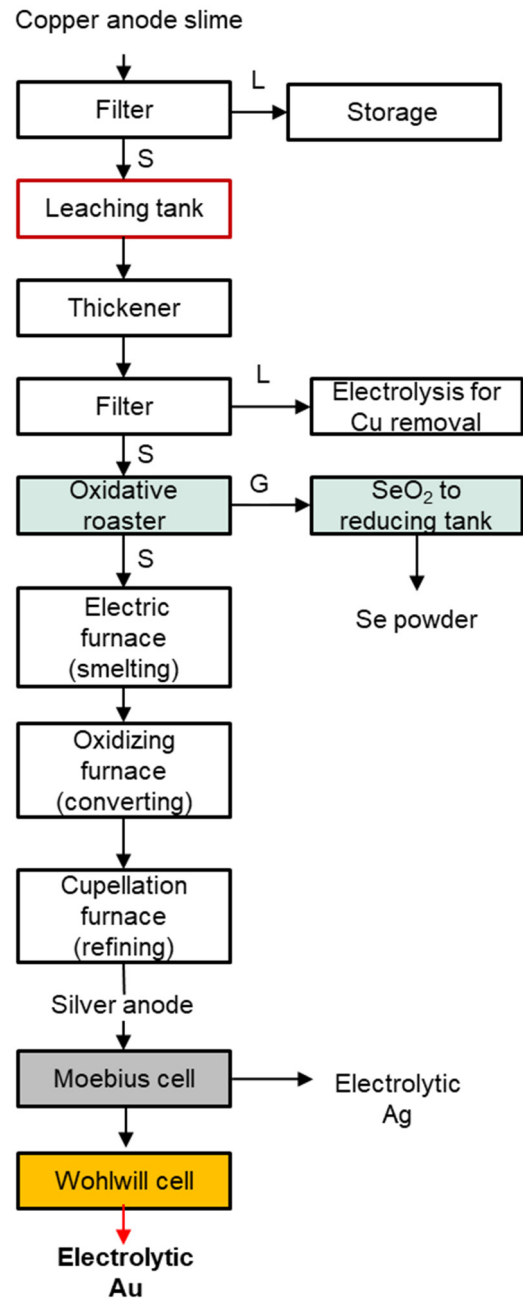 Copper anode slime
L
Filter
Storage
S
Leaching tank
Thickener
L
Filter
Electrolysis for
Cu removal
S
Oxidative
roaster
G
SeO₂ to
reducing tank
S
Se powder
Electric
furnace
(smelting)
Oxidizing
furnace
(converting)
Cupellation
furnace
(refining)
Silver anode
Moebius cell
Electrolytic
Ag
Wohlwill cell
Electrolytic
Au